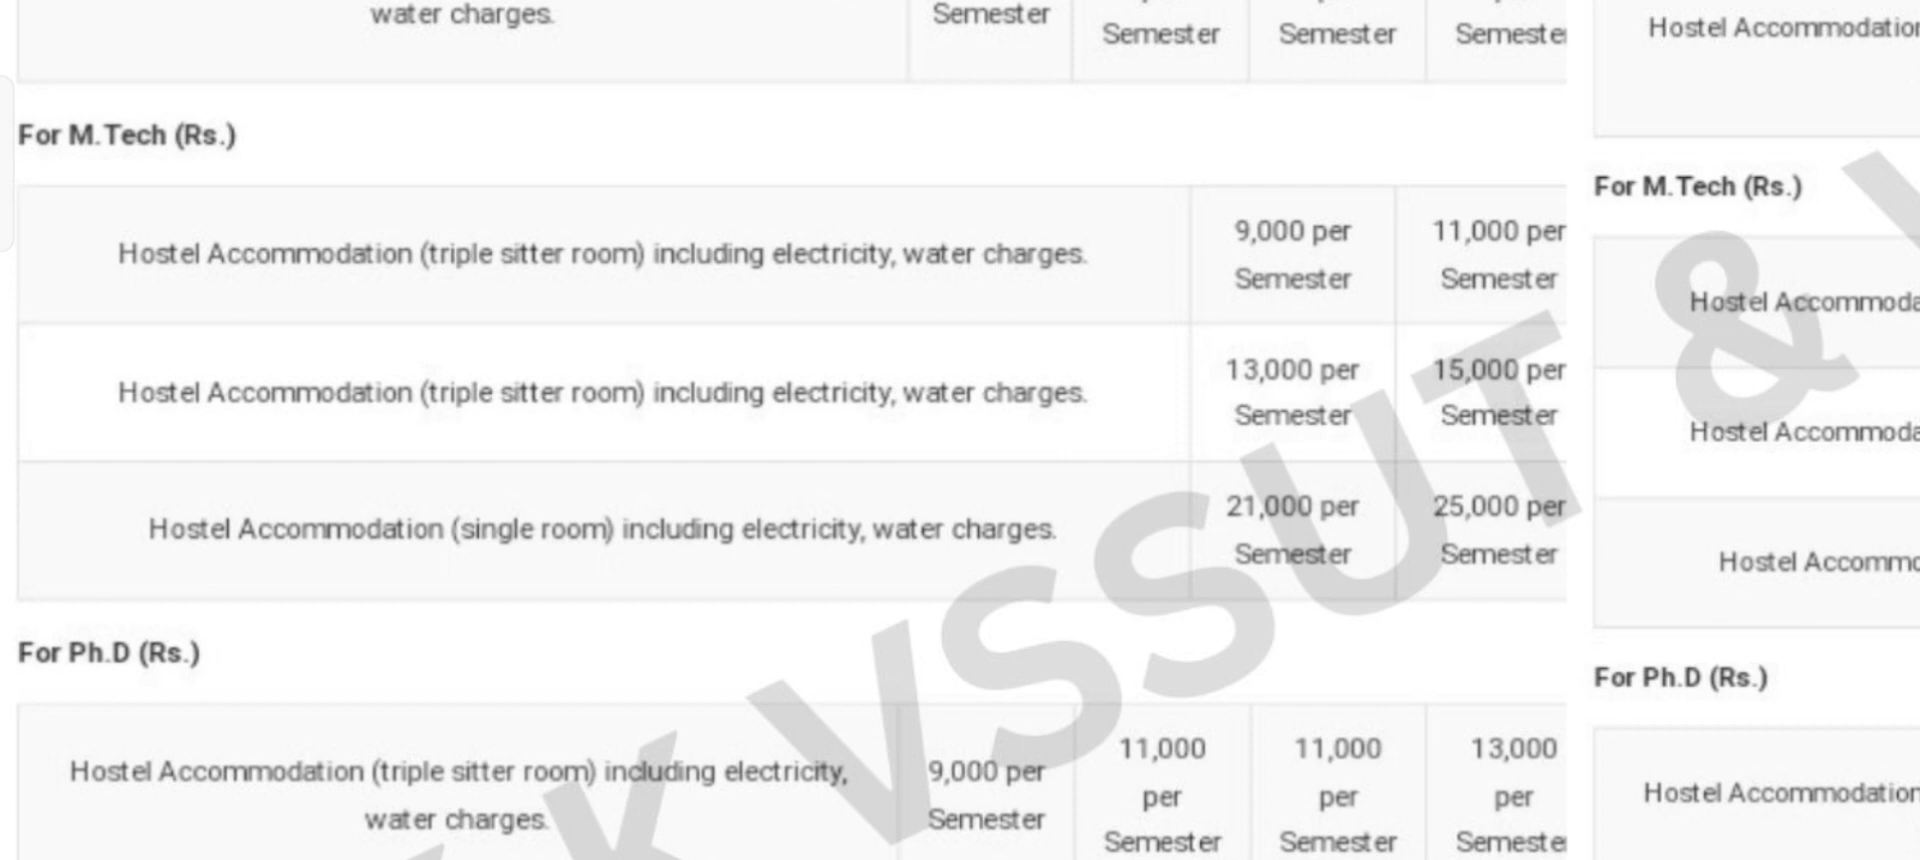 water charges.
Semester
Semester
Semester
For M.Tech (Rs.)
Hostel Accommodation (triple sitter room) including electricity, water charges.
9,000 per
Semester
11,000 per
Semester
Hostel Accommodation (triple sitter room) including electricity, water charges.
13,000 per
Semester
15,000 per
Semester
Hostel Accommodation (single room) including electricity, water charges.
21,000 per
Semester
25,000 per
Semester
For Ph.D (Rs.)
Hostel Accommodation (triple sitter room) including electricity,
water charges.
9,000 per
Semester
11,000
per
Semester
11,000
per
Semester
13,000
per
Hostel
For M.Tech (Rs.)
Hostel
Hostel
Hostel
For Ph.D (Rs.)
Hostel Accommodation
K VSSUT &